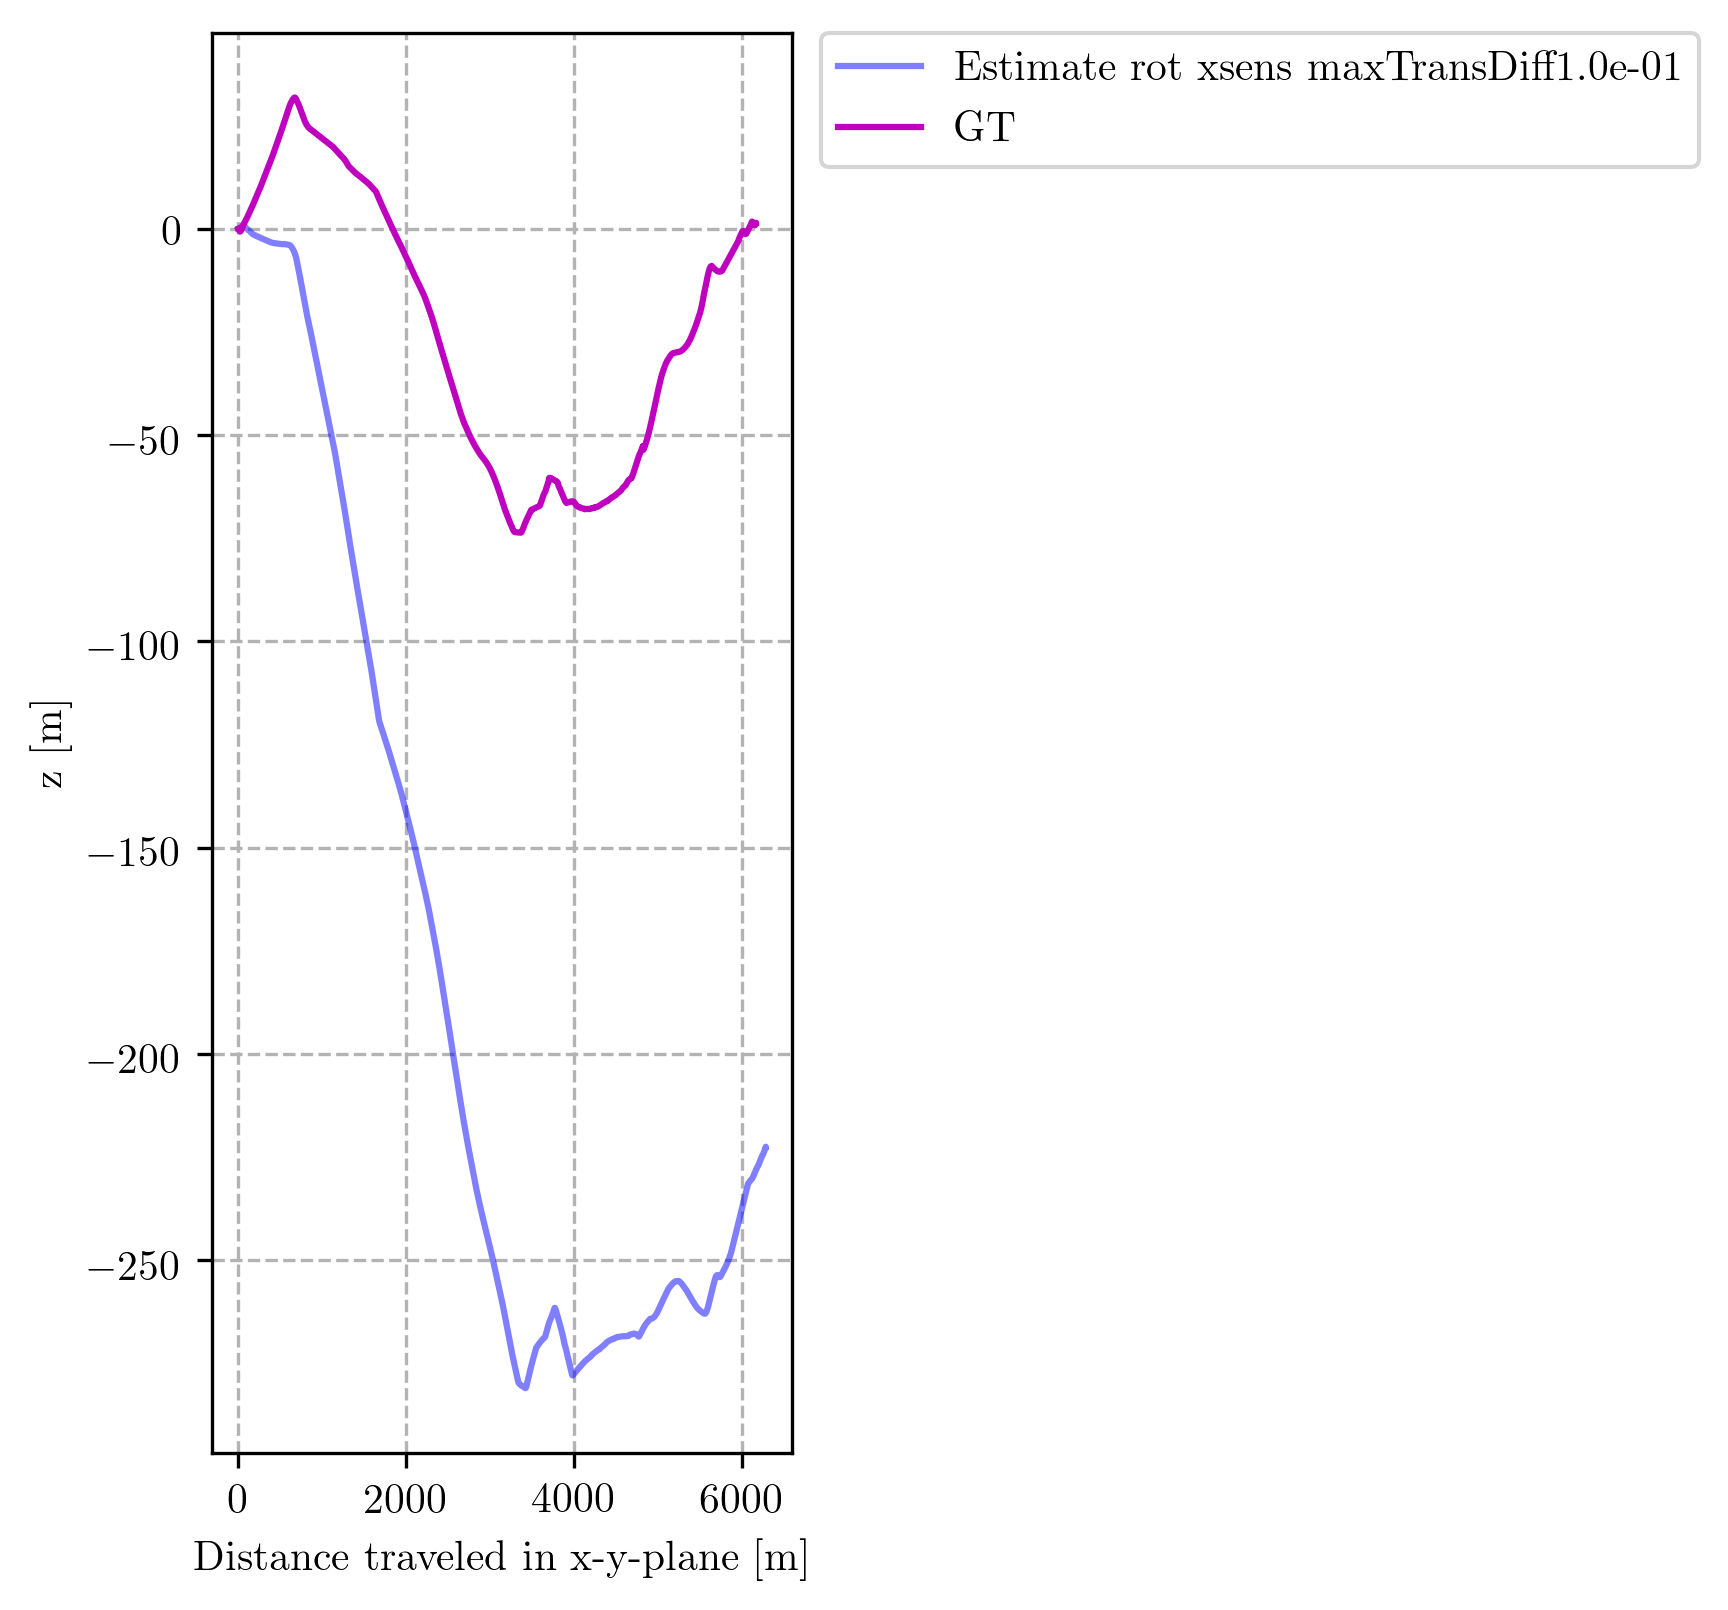 Estimate rot xsens maxTransDiff1.0e-01
GT
0
−50
−100
−150
−200
−250
z [m]
0 2000 4000 6000
Distance traveled in x-y-plane [m]